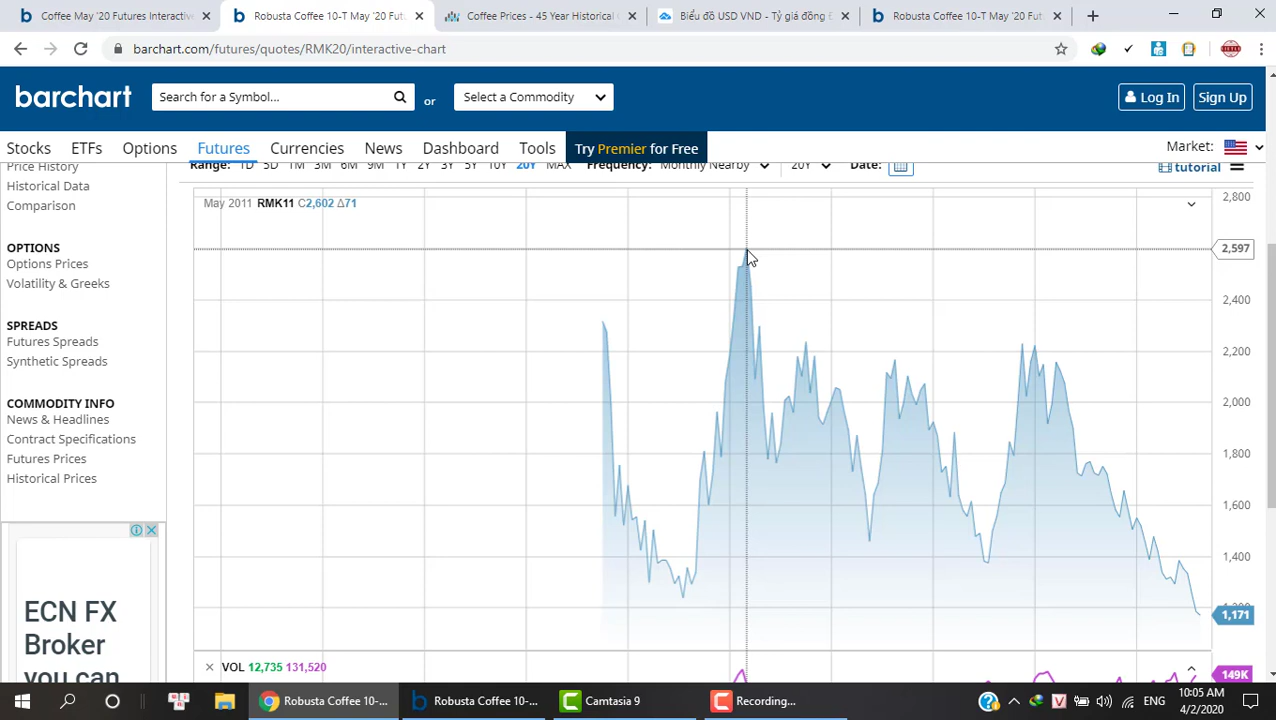 Coffee May '20 Futures Interactive
Robusta Coffee 10-T May '20 Fut
Coffee Prices - 45 Year Historical
Biểu đồ USD VND - Tỷ giá đồng
Robusta Coffee 10-T May '20 Fut
barchart.com/futures/quotes/RMK20/interactive-chart
barchart
Search for a Symbol...
or
Select a Commodity
Log In
Sign Up
Stocks
ETFs
Options
Futures
Currencies
News
Dashboard
Tools
Try Premier for Free
Market:
Range: 1D 5D 1M 3M 6M 9M 1Y 2Y 3Y 5Y 10Y 20Y MAX
Frequency: Monthly Nearby
20Y
Date:
tutorial
Price History
Historical Data
Comparison
OPTIONS
Options Prices
Volatility & Greeks
SPREADS
Futures Spreads
Synthetic Spreads
COMMODITY INFO
News & Headlines
Contract Specifications
Futures Prices
Historical Prices
ECN FX
Broker
you can
May 2011 RMK11 C2,602 Δ71
2,800
2,597
2,400
2,200
2,000
1,800
1,600
1,400
1,171
VOL 12,735 131,520
149K
Robusta Coffee 10-...
Robusta Coffee 10-...
Camtasia 9
Recording...
ENG
10:05 AM
4/2/2020